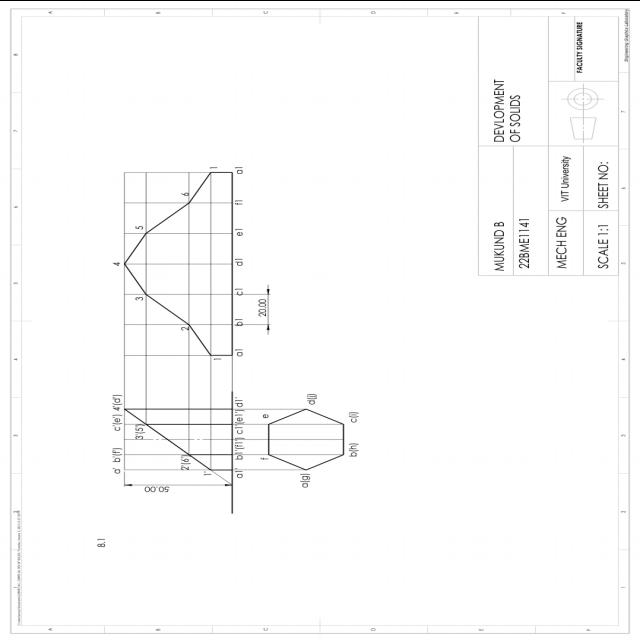 8.1
50.00
a' b'(f') c'(e') 4'(d')
3'(5')
2'(6')
1'
a1' b1'(f1') c1'(e1') d1'
f e
a(g) d(j)
b(h) c(i)
4
3 5
2 6
1 1
a1 b1 c1 d1 e1 f1 a1
20.00
MUKUND B
22BME1141
DEVLOPMENT
OF SOLIDS
MECH ENG
VIT University
SCALE 1:1
SHEET NO:
FACULTY SIGNATURE
Engineering Graphics Laboratory